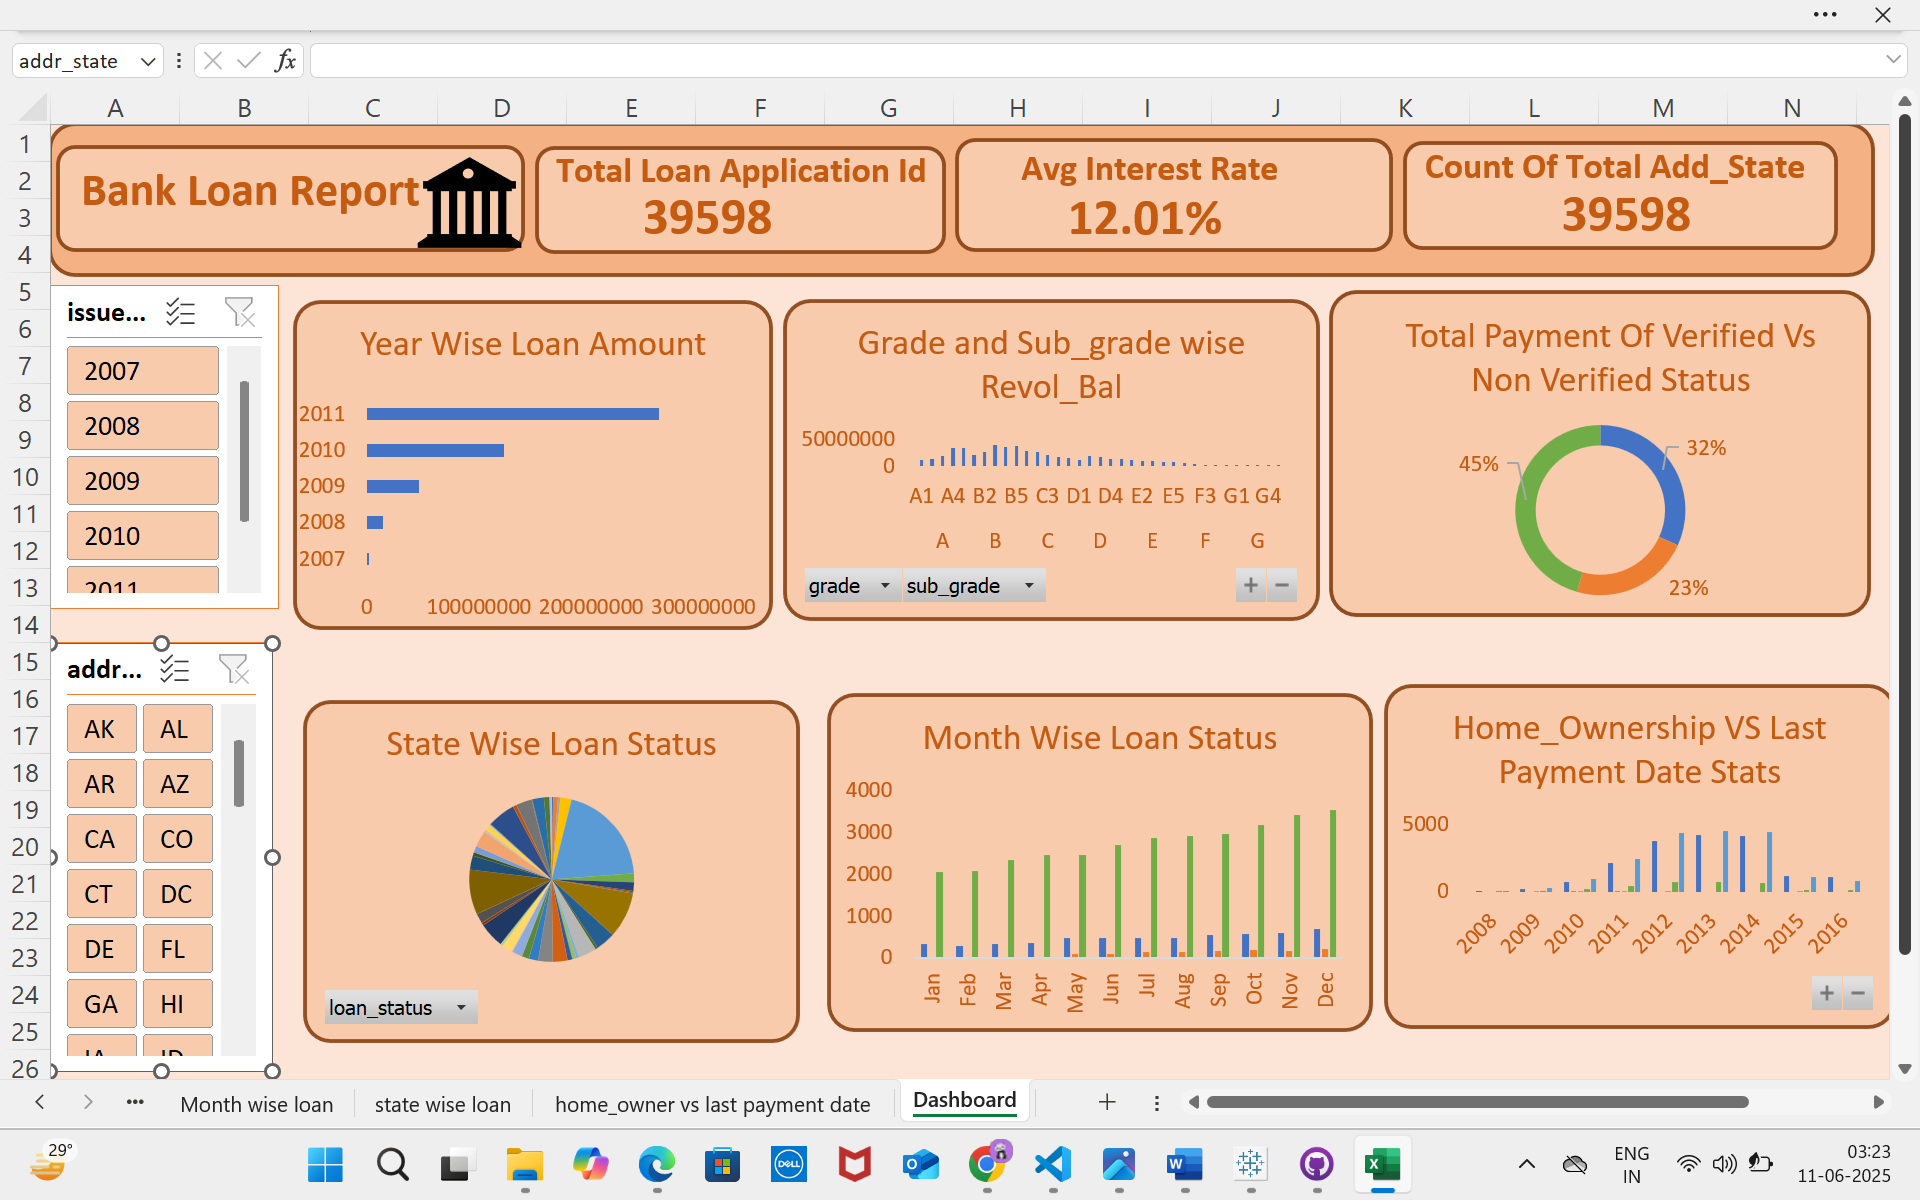 addr_state
fx
A B C D E F G H I J K L M N
1
2
3
4
5
6
7
8
9
10
11
12
13
14
15
16
17
18
19
20
21
22
23
24
25
26
Bank Loan Report
Total Loan Application Id
39598
Avg Interest Rate
12.01%
Count Of Total Add_State
39598
issue...
2007
2008
2009
2010
2011
addr...
AK AL
AR AZ
CA CO
CT DC
DE FL
GA HI
IA ID
Year Wise Loan Amount
2011
2010
2009
2008
2007
0 100000000 200000000 300000000
Grade and Sub_grade wise
Revol_Bal
50000000
0
A1 A4 B2 B5 C3 D1 D4 E2 E5 F3 G1 G4
A B C D E F G
grade sub_grade
Total Payment Of Verified Vs
Non Verified Status
45%
32%
23%
State Wise Loan Status
loan_status
Month Wise Loan Status
4000
3000
2000
1000
0
Jan Feb Mar Apr May Jun Jul Aug Sep Oct Nov Dec
Home_Ownership VS Last
Payment Date Stats
5000
0
2008 2009 2010 2011 2012 2013 2014 2015 2016
Month wise loan state wise loan home_owner vs last payment date Dashboard
29°
DELL
ENG
IN
03:23
11-06-2025